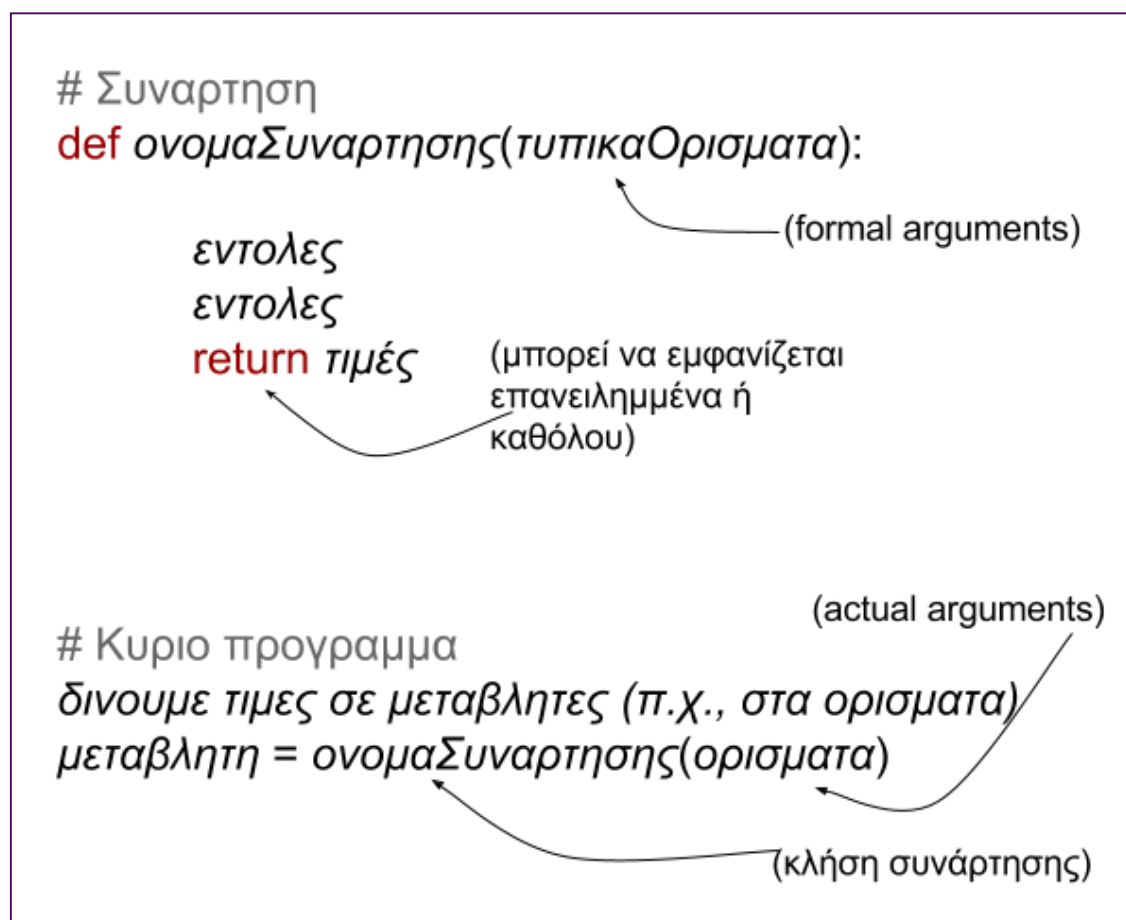 # Συναρτηση
def ονομαΣυναρτησης(τυπικαΟρισματα):
(formal arguments)
εντολες
εντολες
return τιμές
(μπορεί να εμφανίζεται
επανειλημμένα ή
καθόλου)
(actual arguments)
# Κυριο προγραμμα
δινουμε τιμες σε μεταβλητες (π.χ., στα ορισματα)
μεταβλητη = ονομαΣυναρτησης(ορισματα)
(κλήση συνάρτησης)